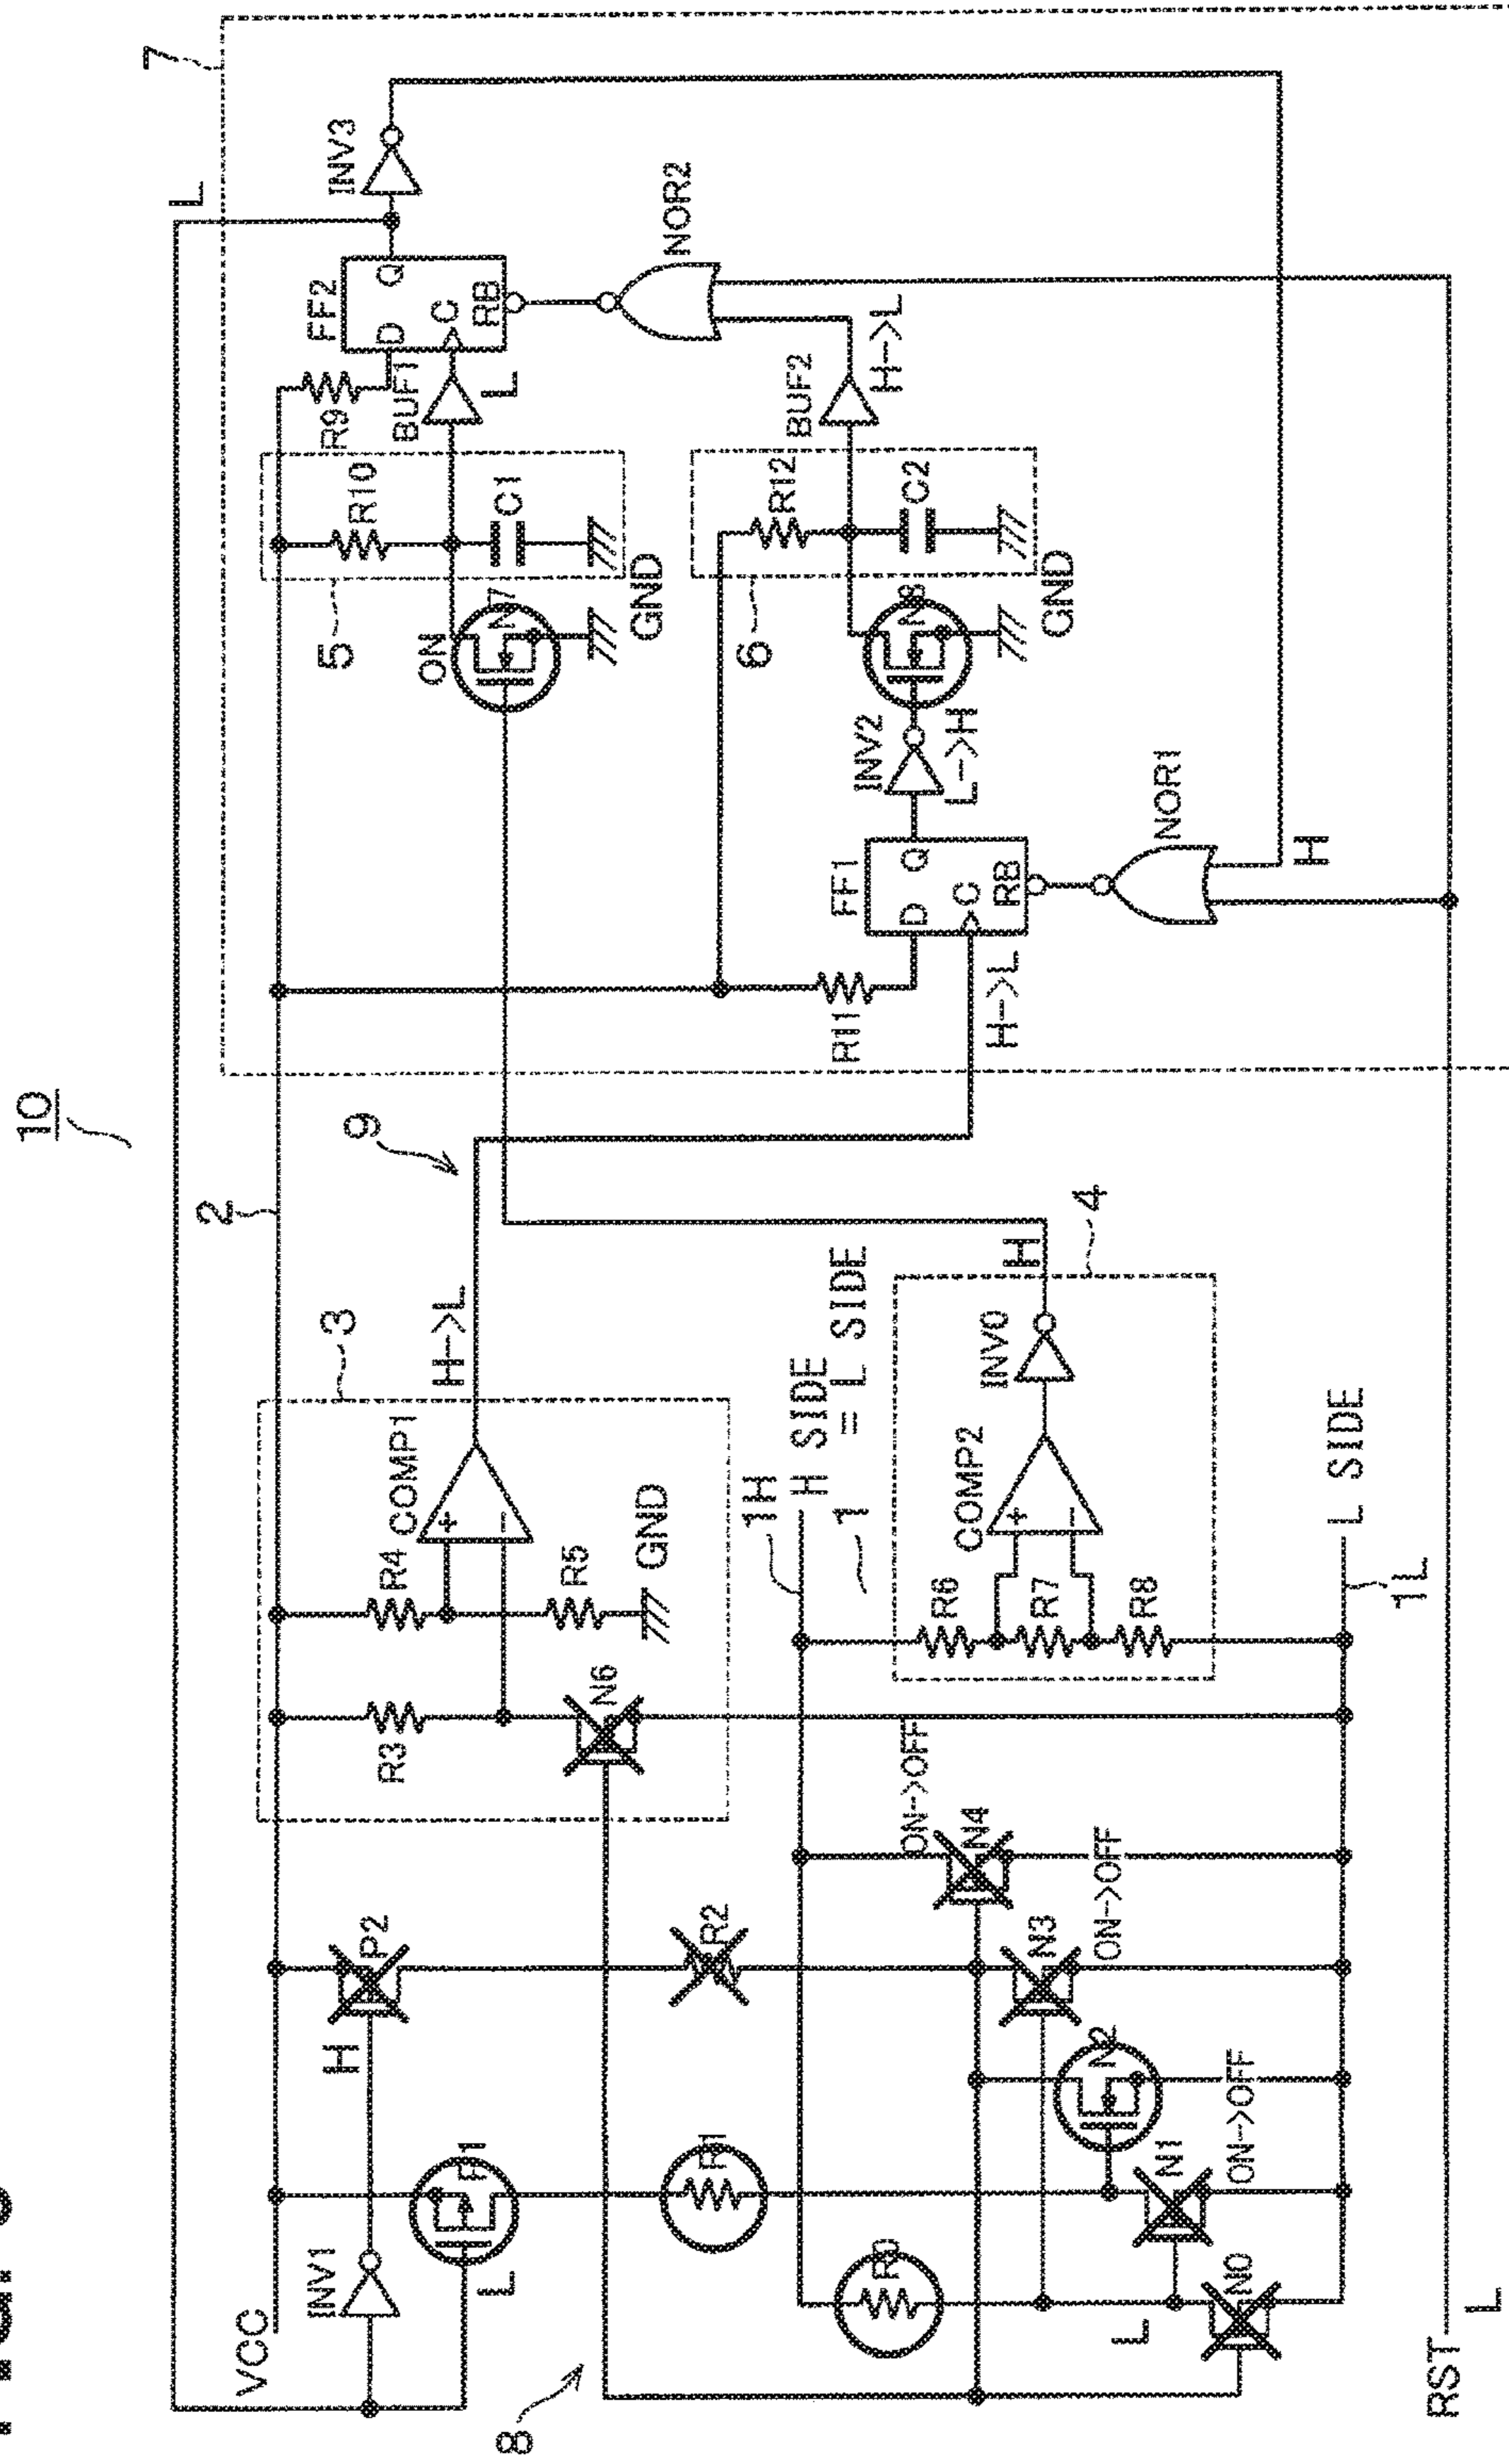 10
7
L
INV3
FF2
D
Q
C
RB
NOR2
R9
BUF1
L
BUF2
H->L
R10
C1
5
GND
R12
C2
6
GND
ON
N7
N8
INV2
L->H
FF1
D
Q
C
RB
NOR1
H
R11
H->L
9
2
3
H->L
COMP1
+
-
R4
R5
GND
R3
N6
1H
H SIDE
= L SIDE
1
4
H
INV0
COMP2
+
-
R6
R7
R8
L SIDE
1L
ON->OFF
N4
P2
H
R2
N3
ON->OFF
N2
N1
ON->OFF
VCC
INV1
P1
L
R1
R0
L
N0
8
RST
L